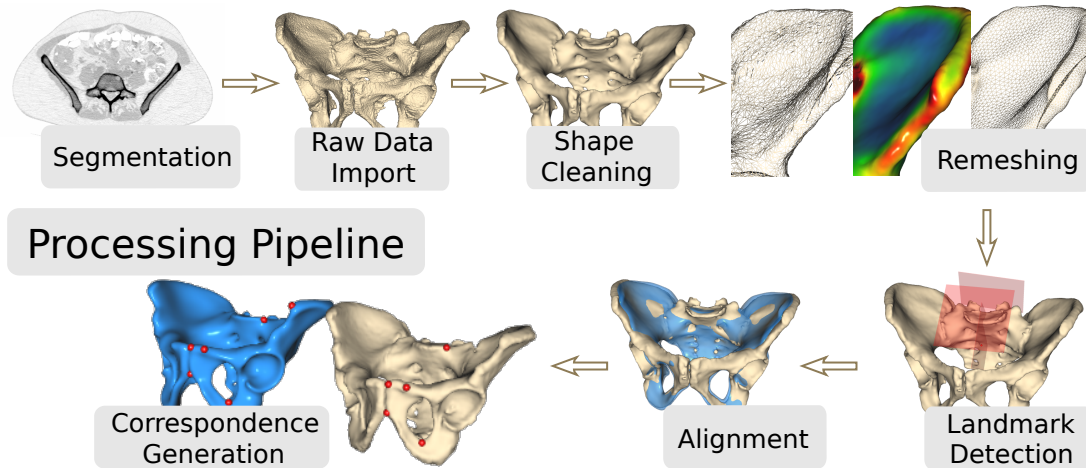 Segmentation
Raw Data
Import
Shape
Cleaning
Remeshing
Processing Pipeline
Correspondence
Generation
Alignment
Landmark
Detection